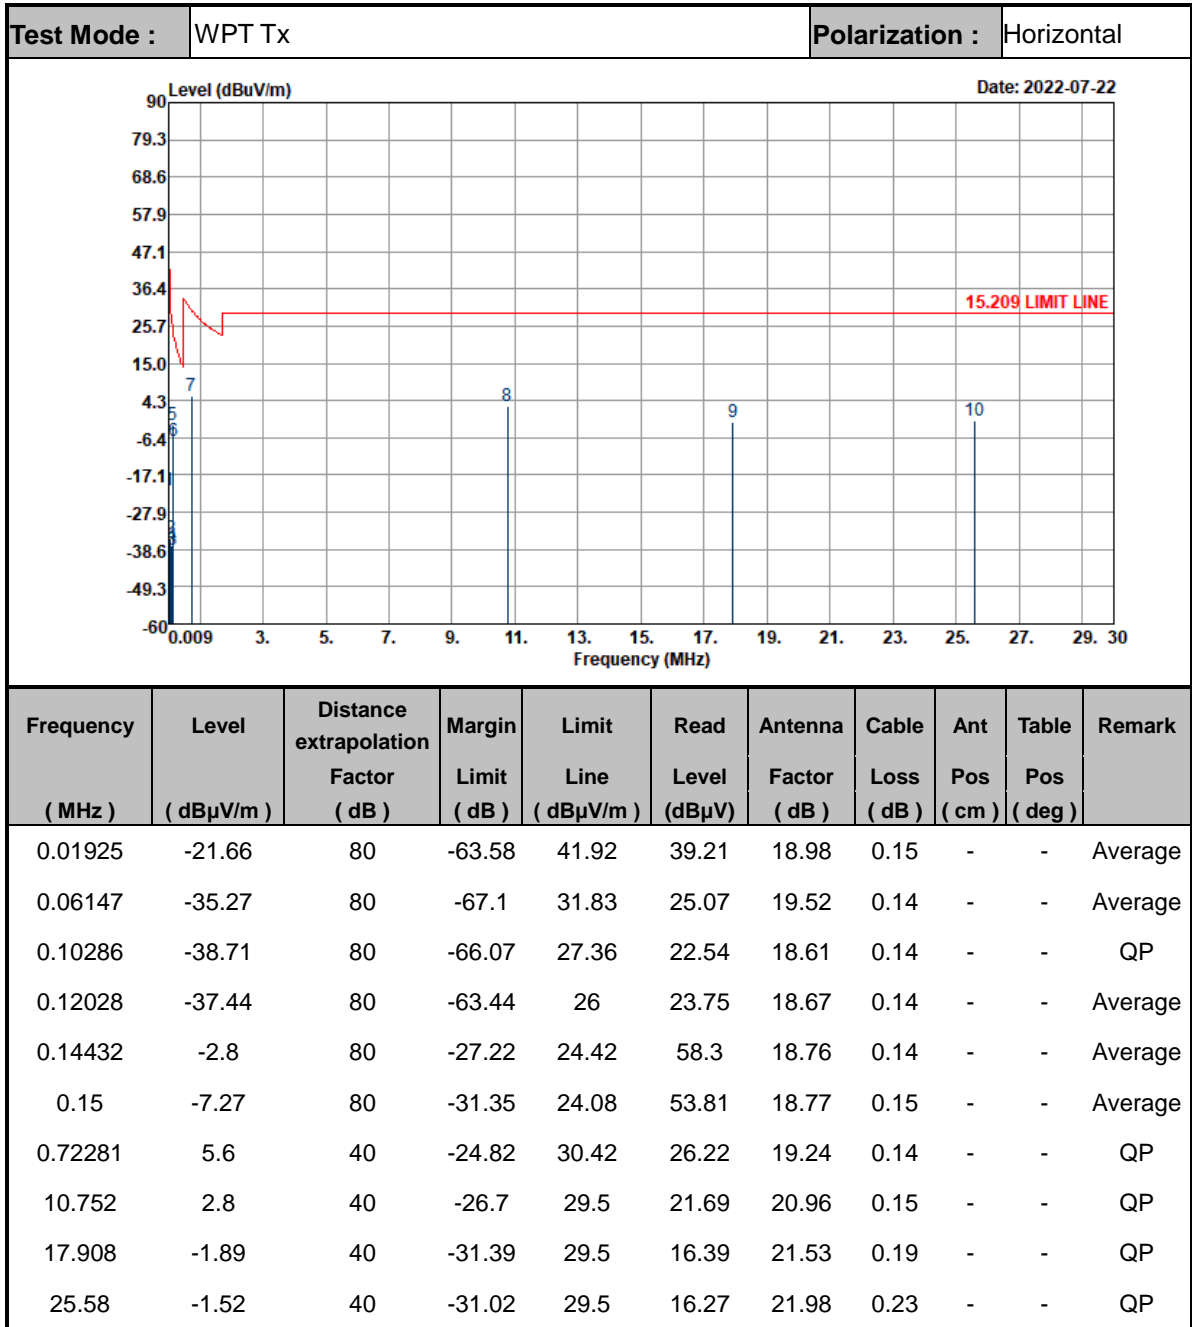 Test Mode : WPT Tx Polarization : Horizontal
Level (dBuV/m) Date: 2022-07-22
90
79.3
68.6
57.9
47.1
36.4
15.209 LIMIT LINE
25.7
15.0
7
8
4.3
5
9
10
6
-6.4
-17.1
-27.9
-38.6
-49.3
-60
0.009 3. 5. 7. 9. 11. 13. 15. 17. 19. 21. 23. 25. 27. 29. 30
Frequency (MHz)
Frequency Level Distance extrapolation Margin Limit Read Antenna Cable Ant Table Remark
Factor Limit Line Level Factor Loss Pos Pos
( MHz ) ( dBµV/m ) ( dB ) ( dB ) ( dBµV/m ) (dBµV) ( dB ) ( dB ) ( cm ) ( deg )
0.01925 -21.66 80 -63.58 41.92 39.21 18.98 0.15 - - Average
0.06147 -35.27 80 -67.1 31.83 25.07 19.52 0.14 - - Average
0.10286 -38.71 80 -66.07 27.36 22.54 18.61 0.14 - - QP
0.12028 -37.44 80 -63.44 26 23.75 18.67 0.14 - - Average
0.14432 -2.8 80 -27.22 24.42 58.3 18.76 0.14 - - Average
0.15 -7.27 80 -31.35 24.08 53.81 18.77 0.15 - - Average
0.72281 5.6 40 -24.82 30.42 26.22 19.24 0.14 - - QP
10.752 2.8 40 -26.7 29.5 21.69 20.96 0.15 - - QP
17.908 -1.89 40 -31.39 29.5 16.39 21.53 0.19 - - QP
25.58 -1.52 40 -31.02 29.5 16.27 21.98 0.23 - - QP